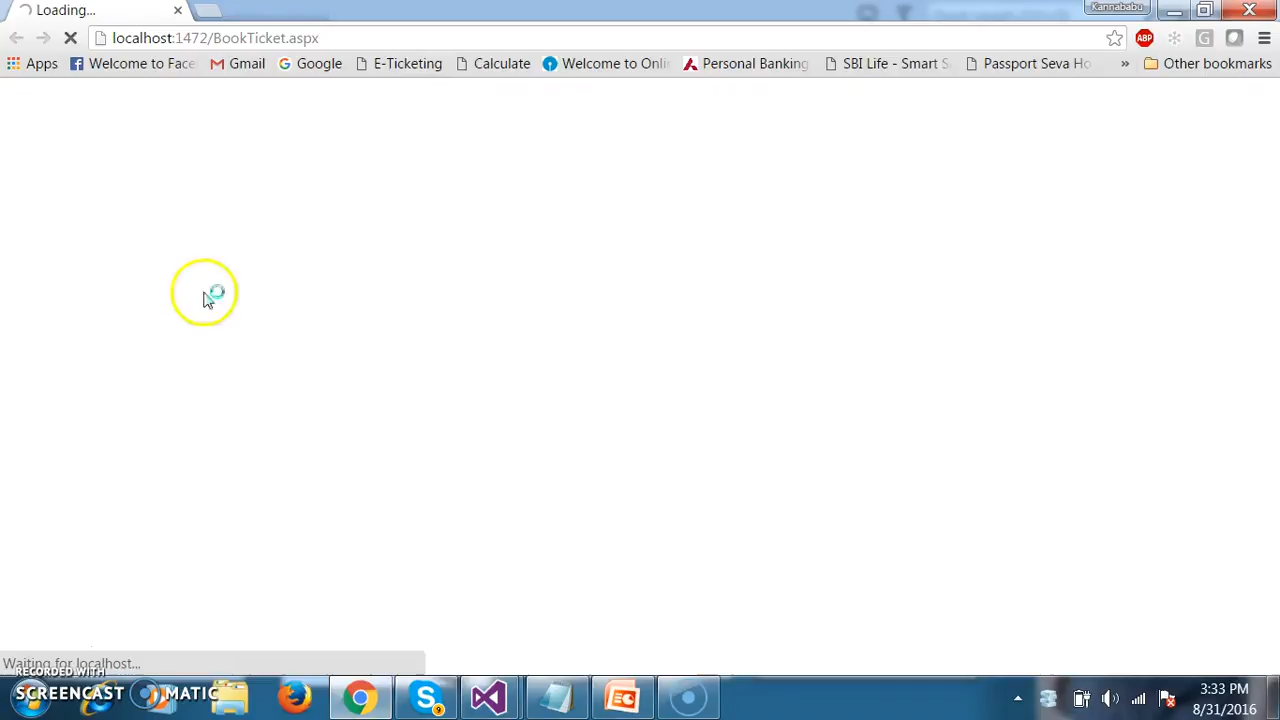 Loading...
Kannababu
localhost:1472/BookTicket.aspx
ABP
G
Apps
Welcome to Face
Gmail
Google
E-Ticketing
Calculate
Welcome to Onli
Personal Banking
SBI Life - Smart S
Passport Seva Ho
»
Other bookmarks
Waiting for localhost...
RECORDED WITH
SCREENCAST MATIC
9
3:33 PM
8/31/2016